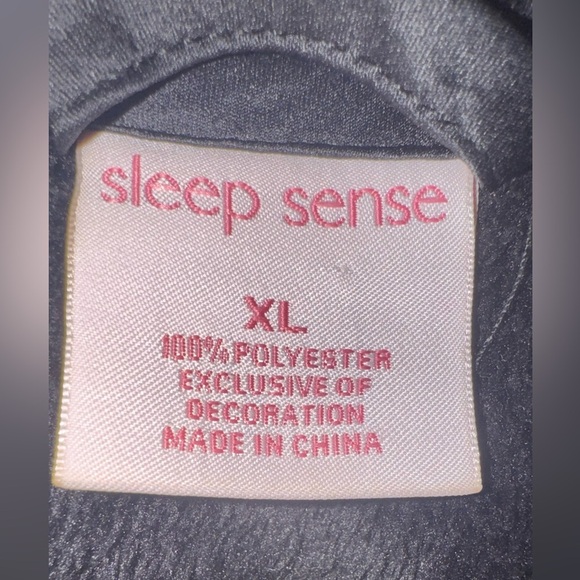 sleep sense
XL
100% POLYESTER
EXCLUSIVE OF
DECORATION
MADE IN CHINA